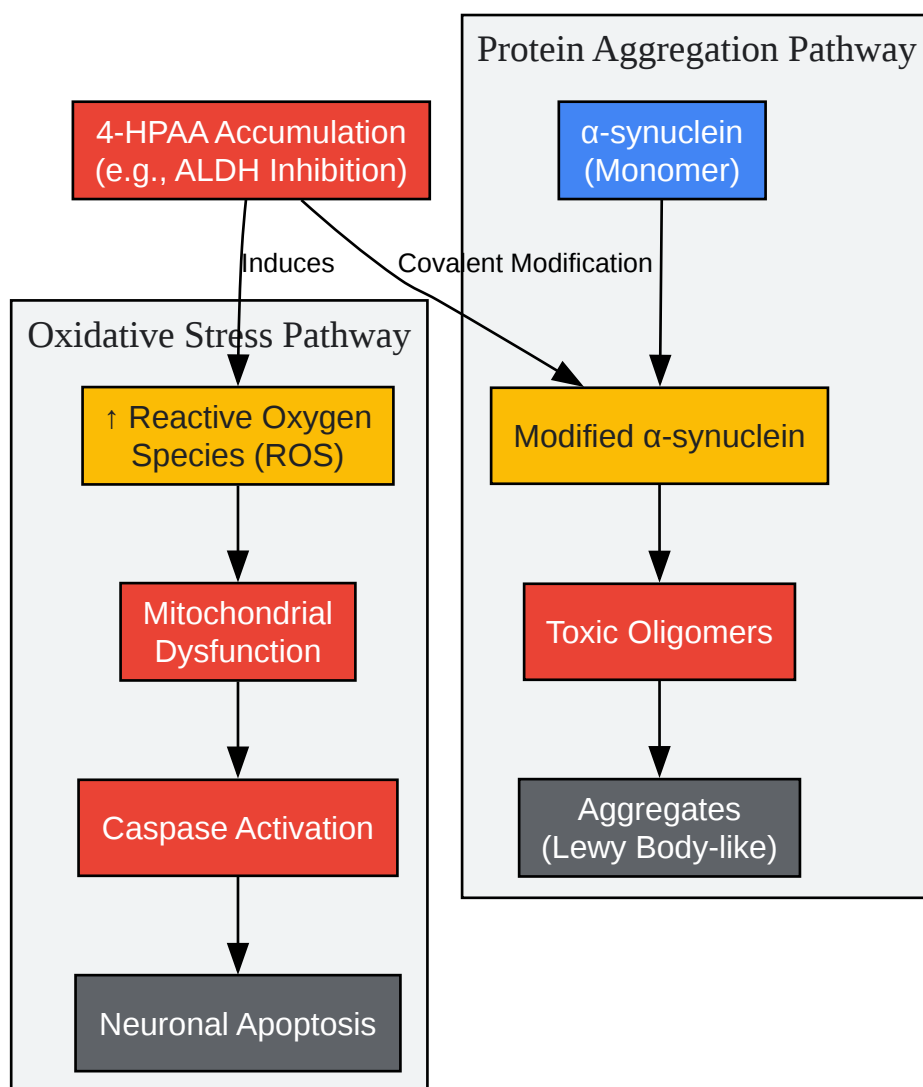 Protein Aggregation Pathway
4-HPAA Accumulation
(e.g., ALDH Inhibition)
α-synuclein
(Monomer)
Induces
Covalent Modification
Oxidative Stress Pathway
↑ Reactive Oxygen
Species (ROS)
Modified α-synuclein
Mitochondrial
Dysfunction
Toxic Oligomers
Caspase Activation
Aggregates
(Lewy Body-like)
Neuronal Apoptosis